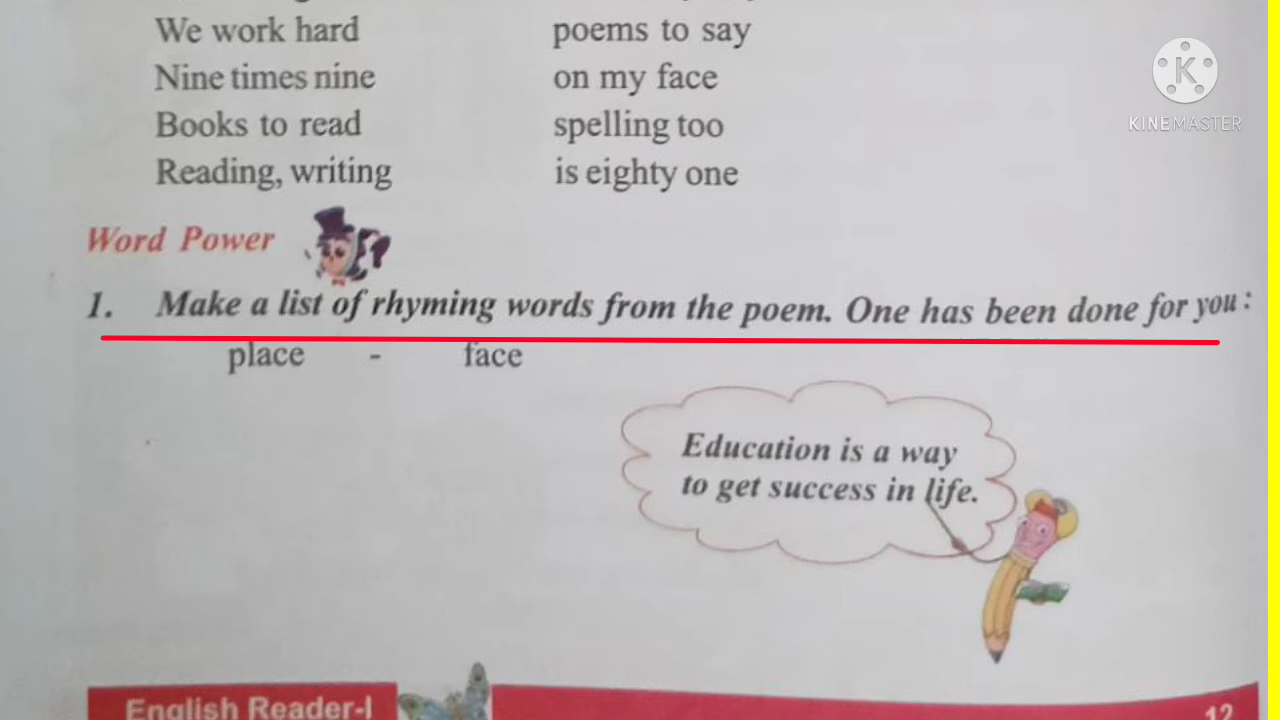 We work hard poems to say
Nine times nine on my face
Books to read spelling too
Reading, writing is eighty one
Word Power
1. Make a list of rhyming words from the poem. One has been done for you:
place - face
Education is a way
to get success in life.
English Reader-I 12
KINEMASTER